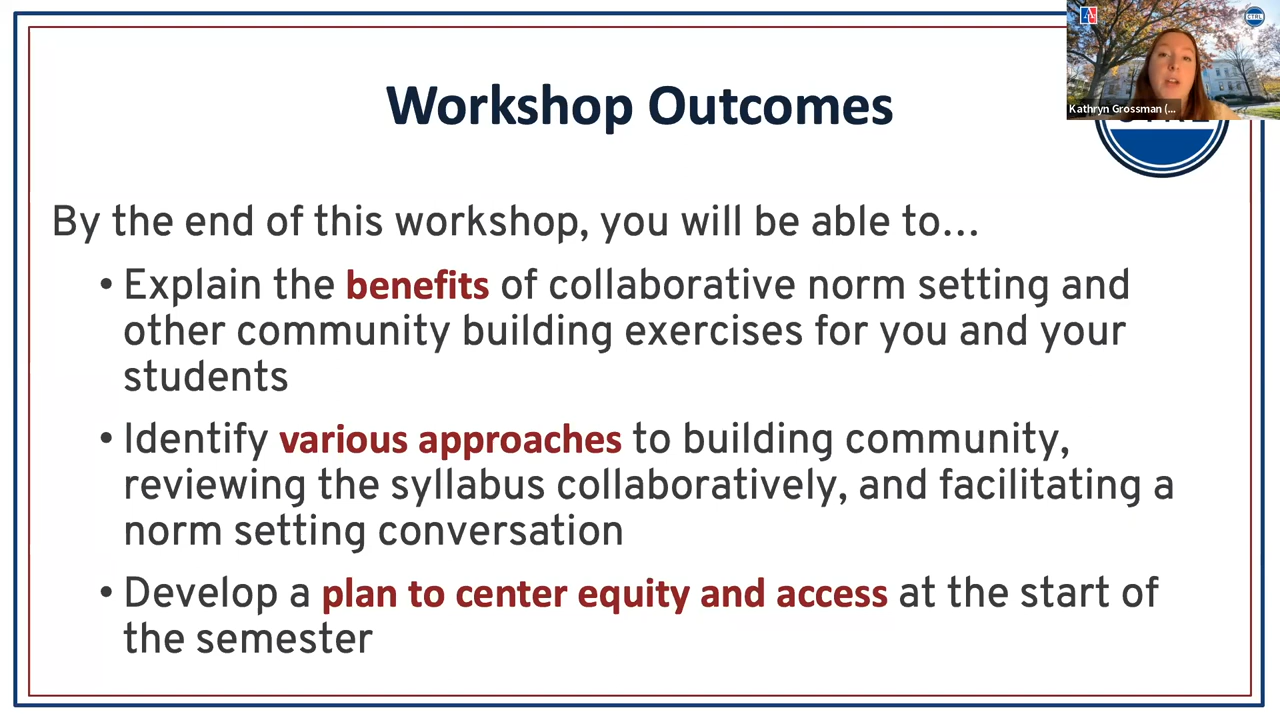 Workshop Outcomes
CTRL
Kathryn Grossman (...
By the end of this workshop, you will be able to...
• Explain the benefits of collaborative norm setting and
other community building exercises for you and your
students
• Identify various approaches to building community,
reviewing the syllabus collaboratively, and facilitating a
norm setting conversation
• Develop a plan to center equity and access at the start of
the semester